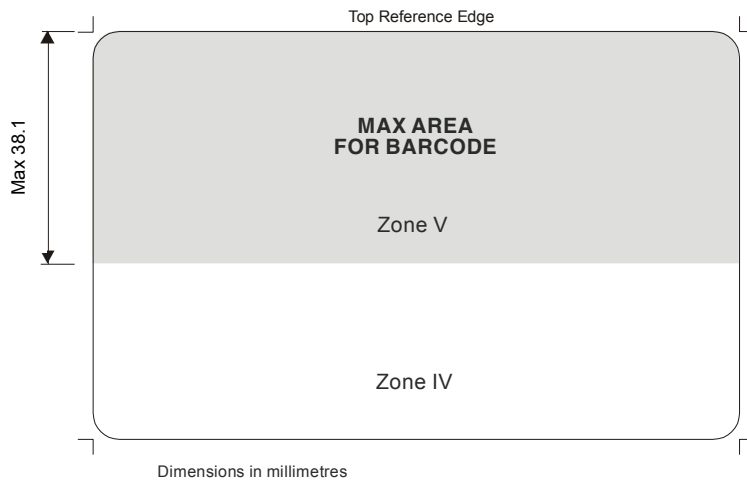 Top Reference Edge
Max 38.1
MAX AREA
FOR BARCODE
Zone V
Zone IV
Dimensions in millimetres